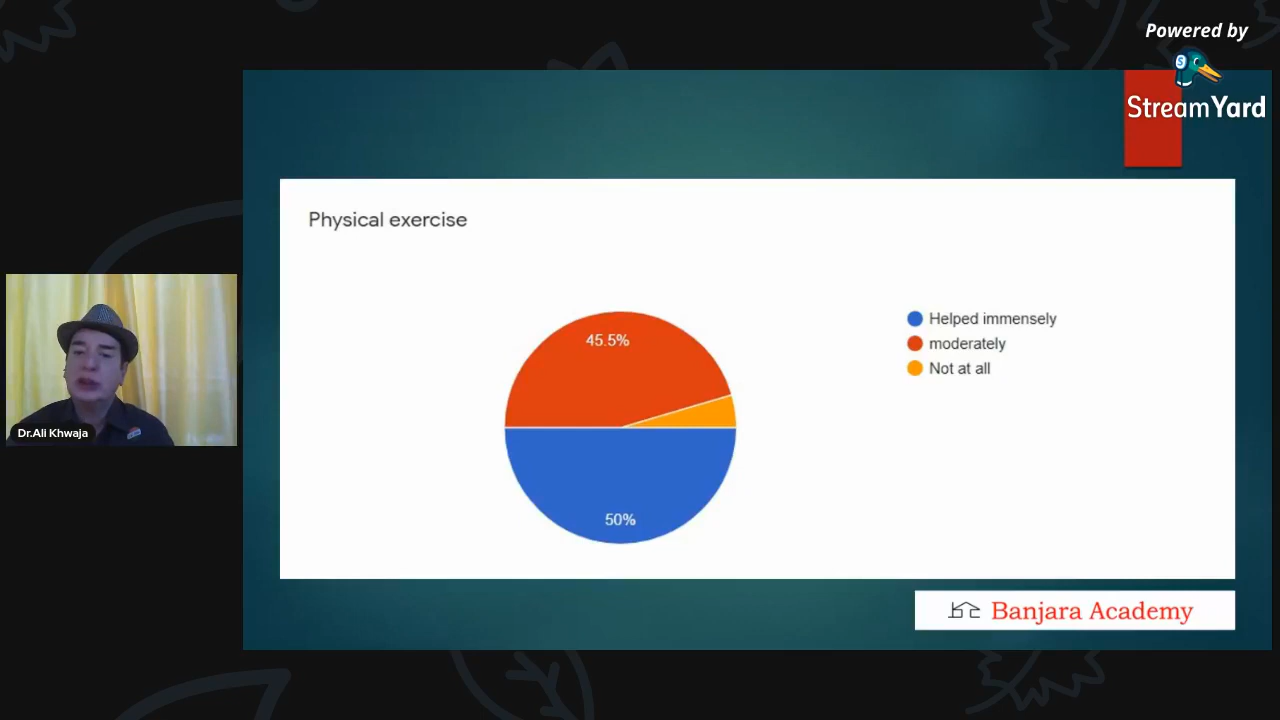 Powered by
StreamYard
Physical exercise
45.5%
50%
Helped immensely
moderately
Not at all
Dr.Ali Khwaja
Banjara Academy